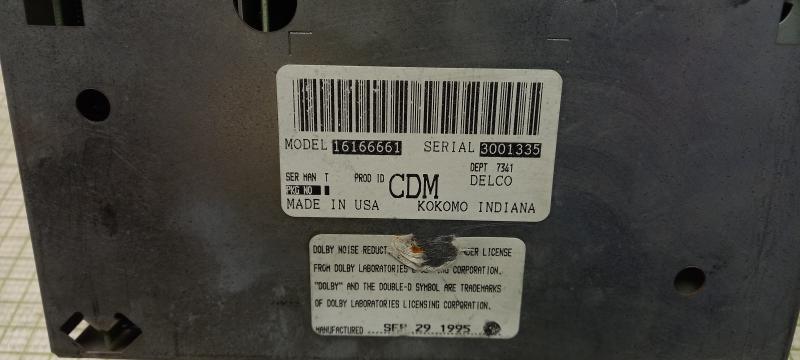 MODEL 16166661 SERIAL 3001335
DEPT 7341
SER MAN T PROD ID CDM DELCO
PKG NO
MADE IN USA KOKOMO INDIANA
DOLBY NOISE REDUCT UNDER LICENSE
FROM DOLBY LABORATORIES LICENSING CORPORATION.
"DOLBY" AND THE DOUBLE-D SYMBOL ARE TRADEMARKS
OF DOLBY LABORATORIES LICENSING CORPORATION.
MANUFACTURED SEP 29 1995